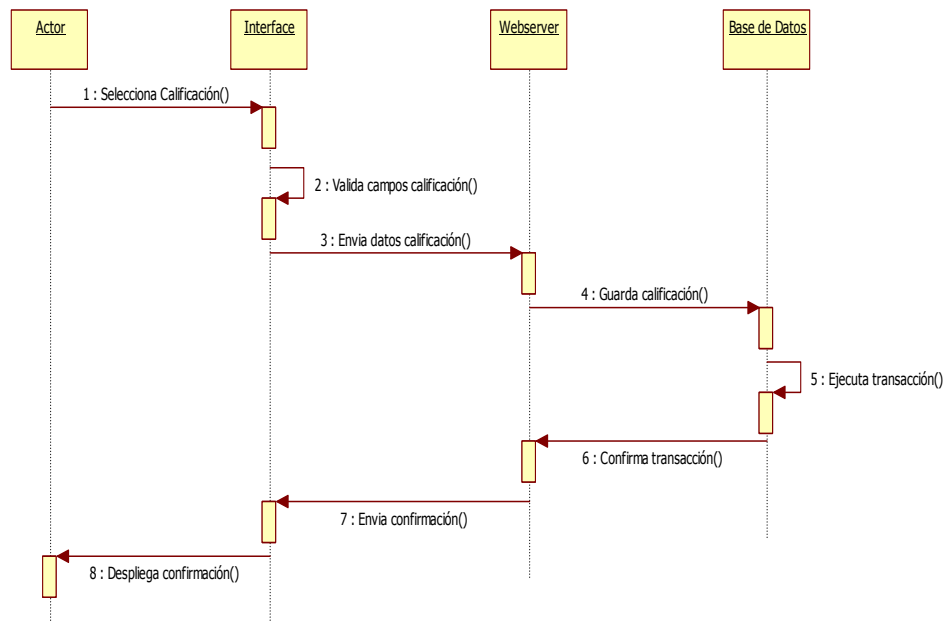 Actor
Interface
Webserver
Base de Datos
1 : Selecciona Calificación()
2 : Valida campos calificación()
3 : Envia datos calificación()
4 : Guarda calificación()
5 : Ejecuta transacción()
6 : Confirma transacción()
7 : Envia confirmación()
8 : Despliega confirmación()